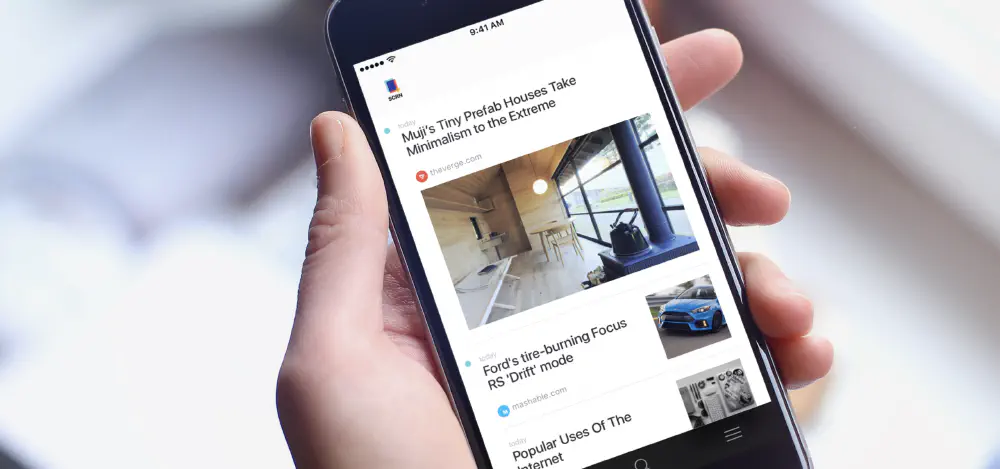 9:41 AM
SCRN
today
Muji's Tiny Prefab Houses Take
Minimalism to the Extreme
theverge.com
today
Ford's tire-burning Focus
RS 'Drift' mode
mashable.com
today
Popular Uses Of The
Internet